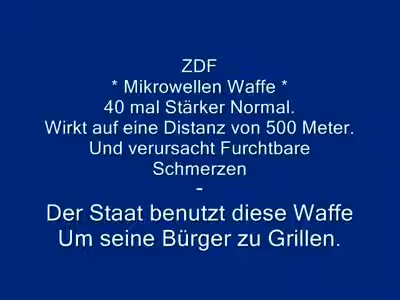 ZDF
* Mikrowellen Waffe *
40 mal Stärker Normal.
Wirkt auf eine Distanz von 500 Meter.
Und verursacht Furchtbare
Schmerzen
-
Der Staat benutzt diese Waffe
Um seine Bürger zu Grillen.